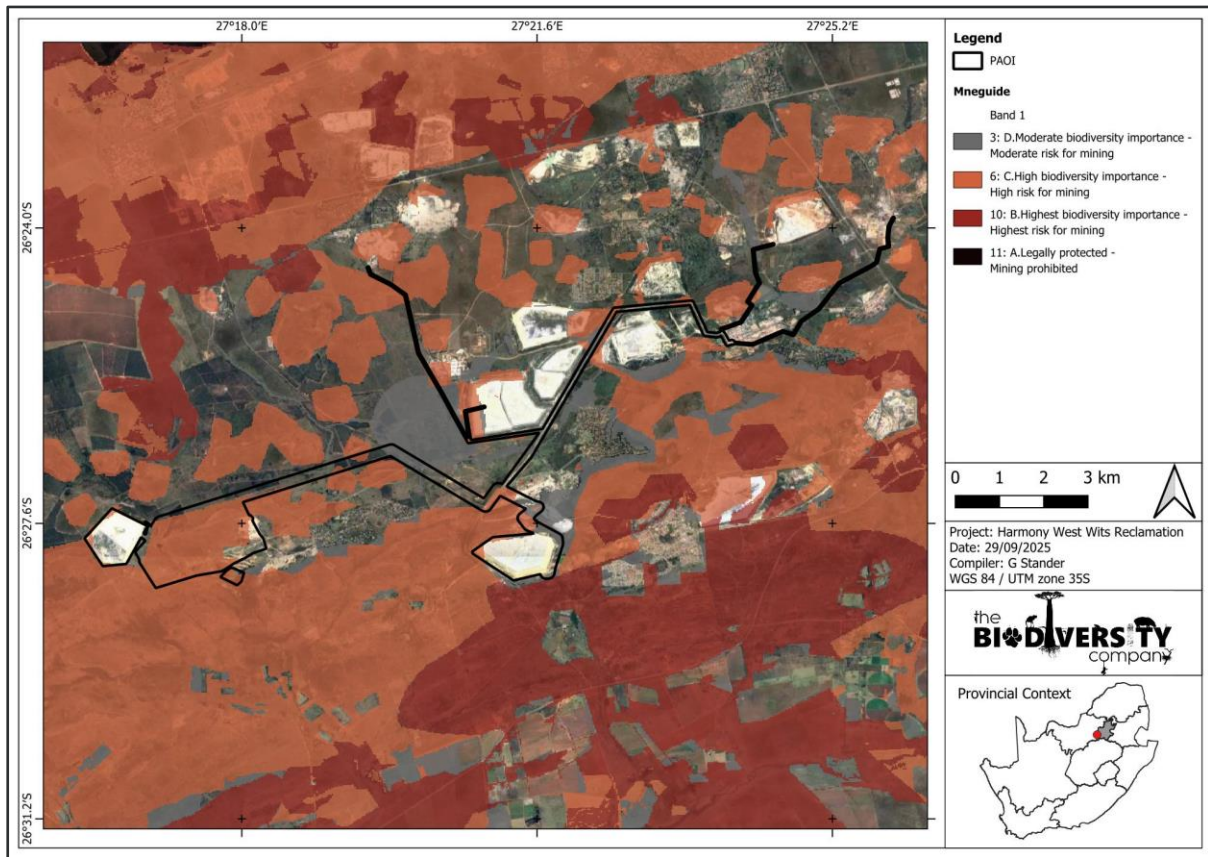 27°18.0'E
27°21.6'E
27°25.2'E
26°24.0'S
26°27.6'S
26°31.2'S
Legend
PAOI
Mneguide
Band 1
3: D.Moderate biodiversity importance -
Moderate risk for mining
6: C.High biodiversity importance -
High risk for mining
10: B.Highest biodiversity importance -
Highest risk for mining
11: A.Legally protected -
Mining prohibited
0 1 2 3 km
Project: Harmony West Wits Reclamation
Date: 29/09/2025
Compiler: G Stander
WGS 84 / UTM zone 35S
the
BIODIVERSITY
company
Provincial Context